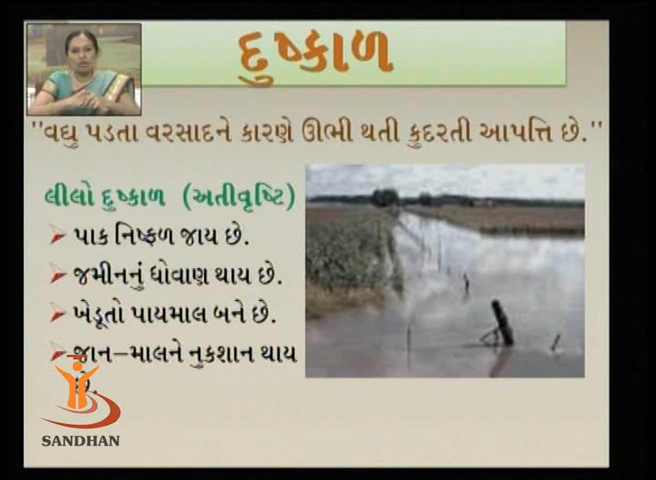 દુષ્કાળ
"વધુ પડતા વરસાદને કારણે ઊભી થતી કુદરતી આપત્તિ છે."
લીલો દુષ્કાળ (અતીવૃષ્ટિ)
પાક નિષ્ફળ જાય છે.
જમીનનું ધોવાણ થાય છે.
ખેડૂતો પાયમાલ બને છે.
જાન-માલને નુકશાન થાય
છે.
SANDHAN